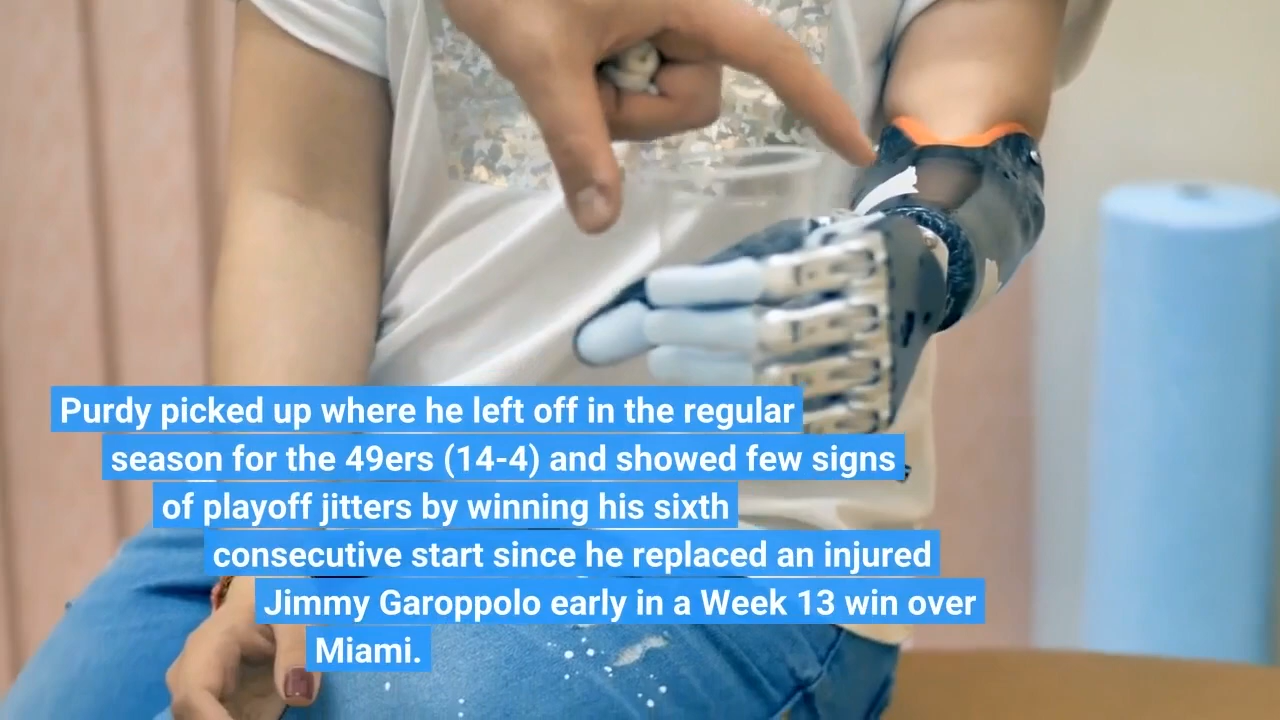 Purdy picked up where he left off in the regular
season for the 49ers (14-4) and showed few signs
of playoff jitters by winning his sixth
consecutive start since he replaced an injured
Jimmy Garoppolo early in a Week 13 win over
Miami.